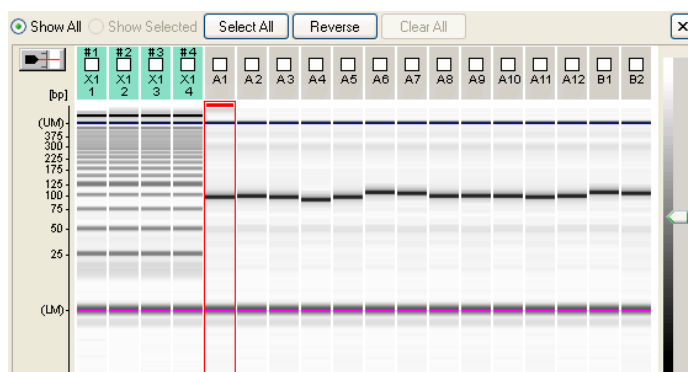 Show All Show Selected Select All Reverse Clear All
#1 #2 #3 #4
X1 X1 X1 X1 A1 A2 A3 A4 A5 A6 A7 A8 A9 A10 A11 A12 B1 B2
1 2 3 4
[bp]
(UM)
375
300
225
175
125
100
75
50
25
(LM)